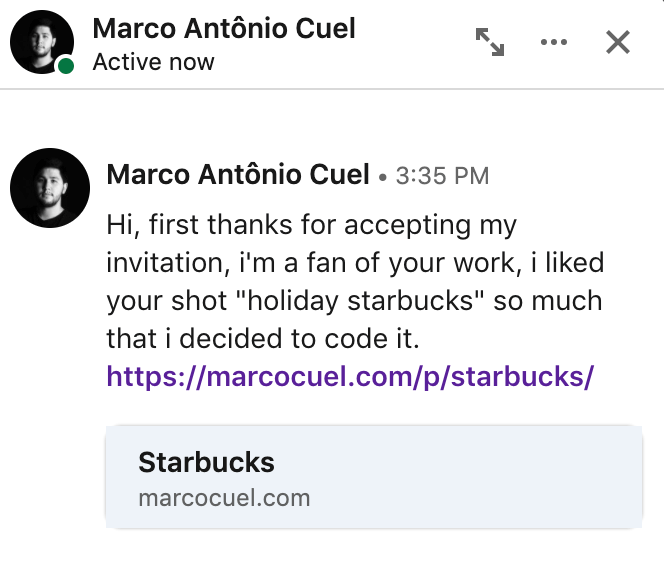 Marco Antônio Cuel
Active now
Marco Antônio Cuel • 3:35 PM
Hi, first thanks for accepting my
invitation, i'm a fan of your work, i liked
your shot "holiday starbucks" so much
that i decided to code it.
https://marcocuel.com/p/starbucks/
Starbucks
marcocuel.com